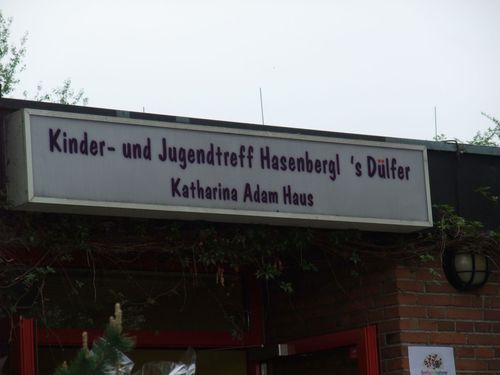 Kinder- und Jugendtreff Hasenbergl 's Dülfer
Katharina Adam Haus